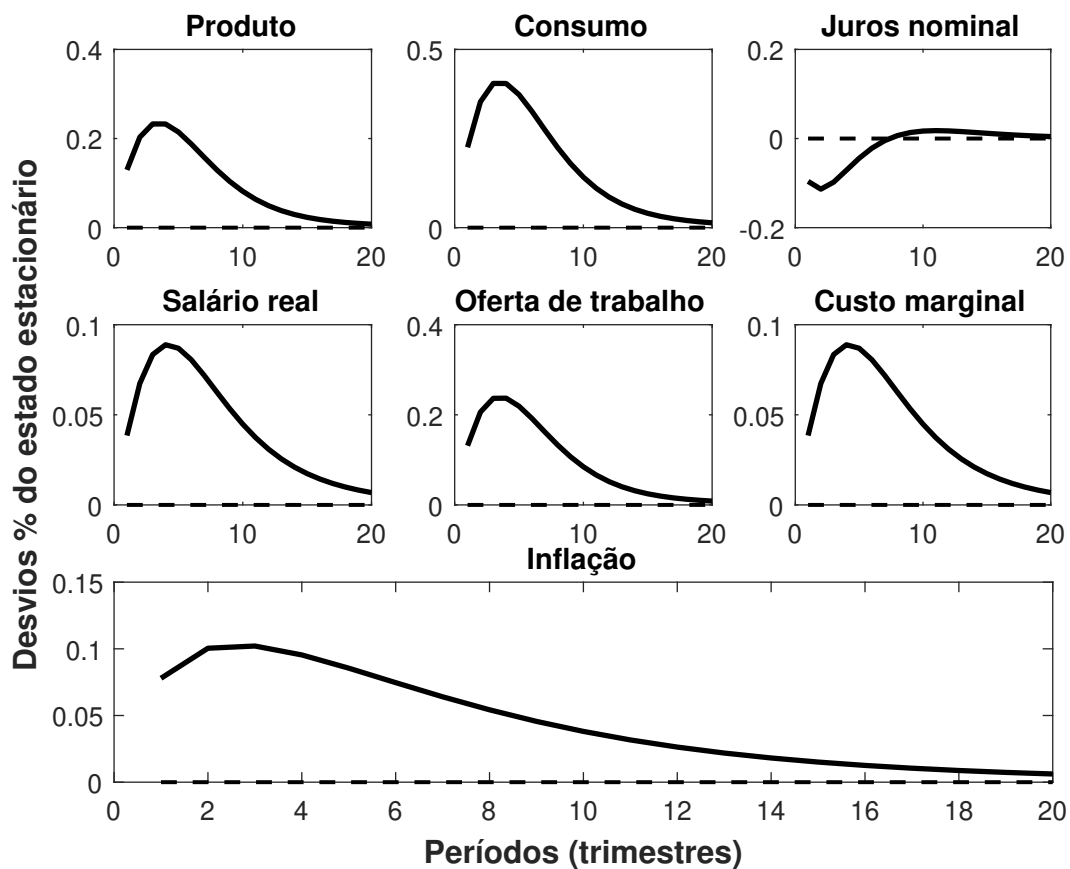 Produto
Consumo
Juros nominal
0.4
0.2
0
0 10 20
0.5
0
0 10 20
0.2
0
-0.2
0 10 20
Salário real
Oferta de trabalho
Custo marginal
0.1
0.05
0
0 10 20
0.4
0.2
0
0 10 20
0.1
0.05
0
0 10 20
Desvios % do estado estacionário
Inflação
0.15
0.1
0.05
0
0 2 4 6 8 10 12 14 16 18 20
Períodos (trimestres)